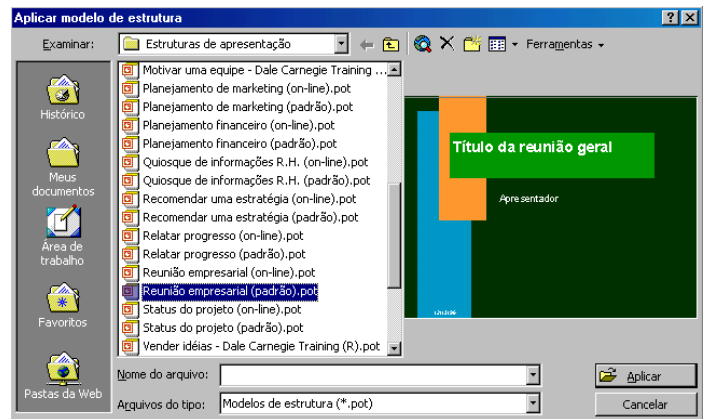 Aplicar modelo de estrutura
Examinar:
Estruturas de apresentação
Ferramentas
Histórico
Meus
documentos
Área de
trabalho
Favoritos
Pastas da Web
Motivar uma equipe - Dale Carnegie Training ...
Planejamento de marketing (on-line).pot
Planejamento de marketing (padrão).pot
Planejamento financeiro (on-line).pot
Planejamento financeiro (padrão).pot
Quiosque de informações R.H. (on-line).pot
Quiosque de informações R.H. (padrão).pot
Recomendar uma estratégia (on-line).pot
Recomendar uma estratégia (padrão).pot
Relatar progresso (on-line).pot
Relatar progresso (padrão).pot
Reunião empresarial (on-line).pot
Reunião empresarial (padrão).pot
Status do projeto (on-line).pot
Status do projeto (padrão).pot
Vender idéias - Dale Carnegie Training (R).pot
Título da reunião geral
Apresentador
Nome do arquivo:
Aplicar
Arquivos do tipo:
Modelos de estrutura (*.pot)
Cancelar